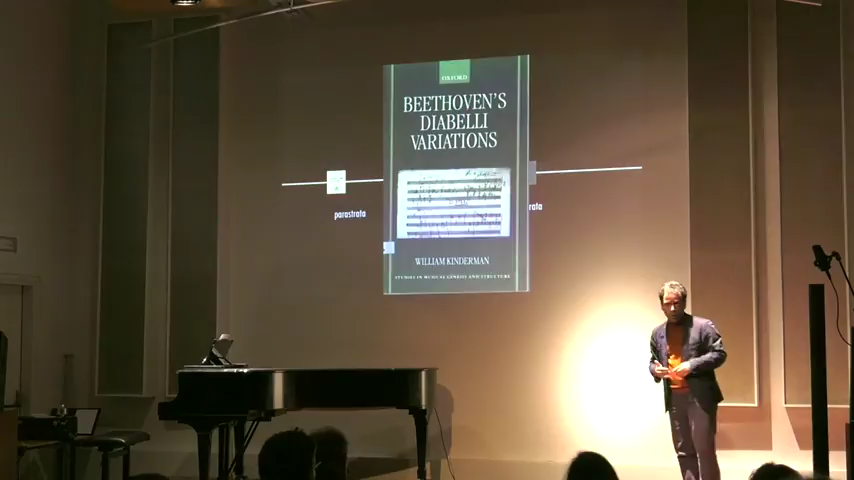 OXFORD
BEETHOVEN'S
DIABELLI
VARIATIONS
parastrata
rata
WILLIAM KINDERMAN
STUDIES IN MUSICAL GENESIS AND STRUCTURE